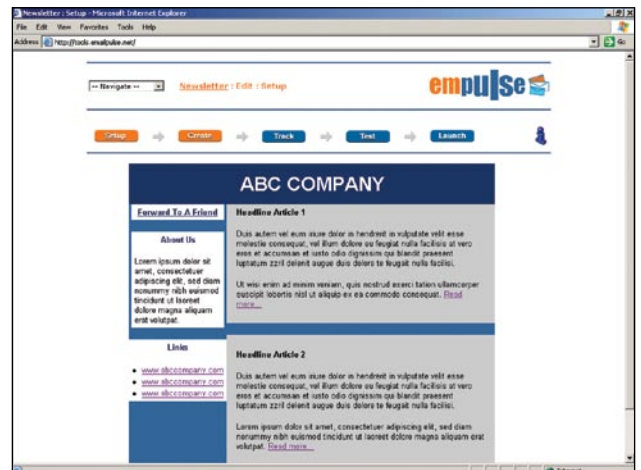 Newsletter : Setup - Microsoft Internet Explorer
File Edit View Favorites Tools Help
Address http://tools.emailpulse.net/ Go
-- Navigate -- Newsletter : Edit : Setup
empulse
Setup Create Track Test Launch
ABC COMPANY
Forward To A Friend
About Us
Lorem ipsum dolor sit
amet, consectetuer
adipiscing elit, sed diam
nonummy nibh euismod
tincidunt ut laoreet
dolore magna aliquam
erat volutpat.
Links
www.abccompany.com
www.abccompany.com
www.abccompany.com
Headline Article 1
Duis autem vel eum iriure dolor in hendrerit in vulputate velit esse
molestie consequat, vel illum dolore eu feugiat nulla facilisis at vero
eros et accumsan et iusto odio dignissim qui blandit praesent
luptatum zzril delenit augue duis dolore te feugait nulla facilisi.
Ut wisi enim ad minim veniam, quis nostrud exerci tation ullamcorper
suscipit lobortis nisl ut aliquip ex ea commodo consequat. Read
more...
Headline Article 2
Duis autem vel eum iriure dolor in hendrerit in vulputate velit esse
molestie consequat, vel illum dolore eu feugiat nulla facilisis at vero
eros et accumsan et iusto odio dignissim qui blandit praesent
luptatum zzril delenit augue duis dolore te feugait nulla facilisi.
Lorem ipsum dolor sit amet, consectetuer adipiscing elit, sed diam
nonummy nibh euismod tincidunt ut laoreet dolore magna aliquam erat
volutpat. Read more...
Internet